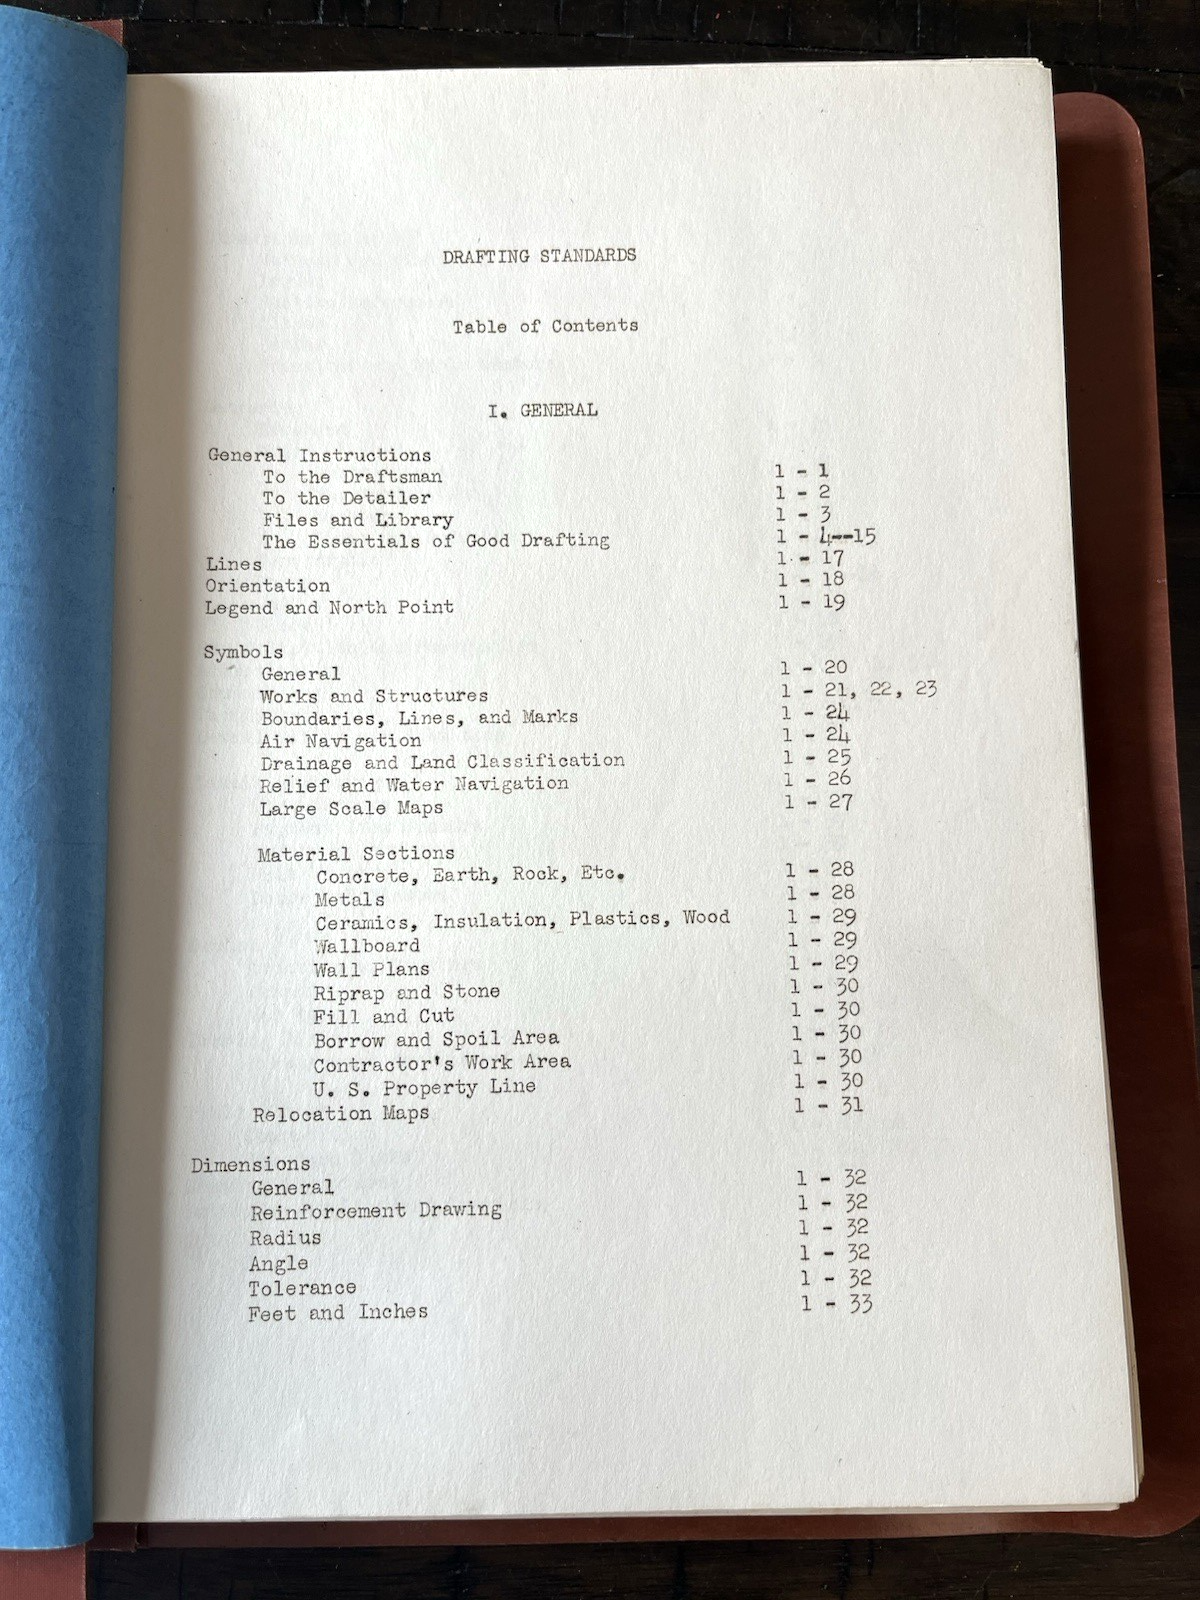 DRAFTING STANDARDS
Table of Contents
I. GENERAL
General Instructions
To the Draftsman 1 - 1
To the Detailer 1 - 2
Files and Library 1 - 3
The Essentials of Good Drafting 1 - 4--15
Lines 1 - 17
Orientation 1 - 18
Legend and North Point 1 - 19
Symbols
General 1 - 20
Works and Structures 1 - 21, 22, 23
Boundaries, Lines, and Marks 1 - 24
Air Navigation 1 - 24
Drainage and Land Classification 1 - 25
Relief and Water Navigation 1 - 26
Large Scale Maps 1 - 27
Material Sections
Concrete, Earth, Rock, Etc. 1 - 28
Metals 1 - 28
Ceramics, Insulation, Plastics, Wood 1 - 29
Wallboard 1 - 29
Wall Plans 1 - 29
Riprap and Stone 1 - 30
Fill and Cut 1 - 30
Borrow and Spoil Area 1 - 30
Contractor's Work Area 1 - 30
U. S. Property Line 1 - 30
Relocation Maps 1 - 31
Dimensions
General 1 - 32
Reinforcement Drawing 1 - 32
Radius 1 - 32
Angle 1 - 32
Tolerance 1 - 32
Feet and Inches 1 - 33